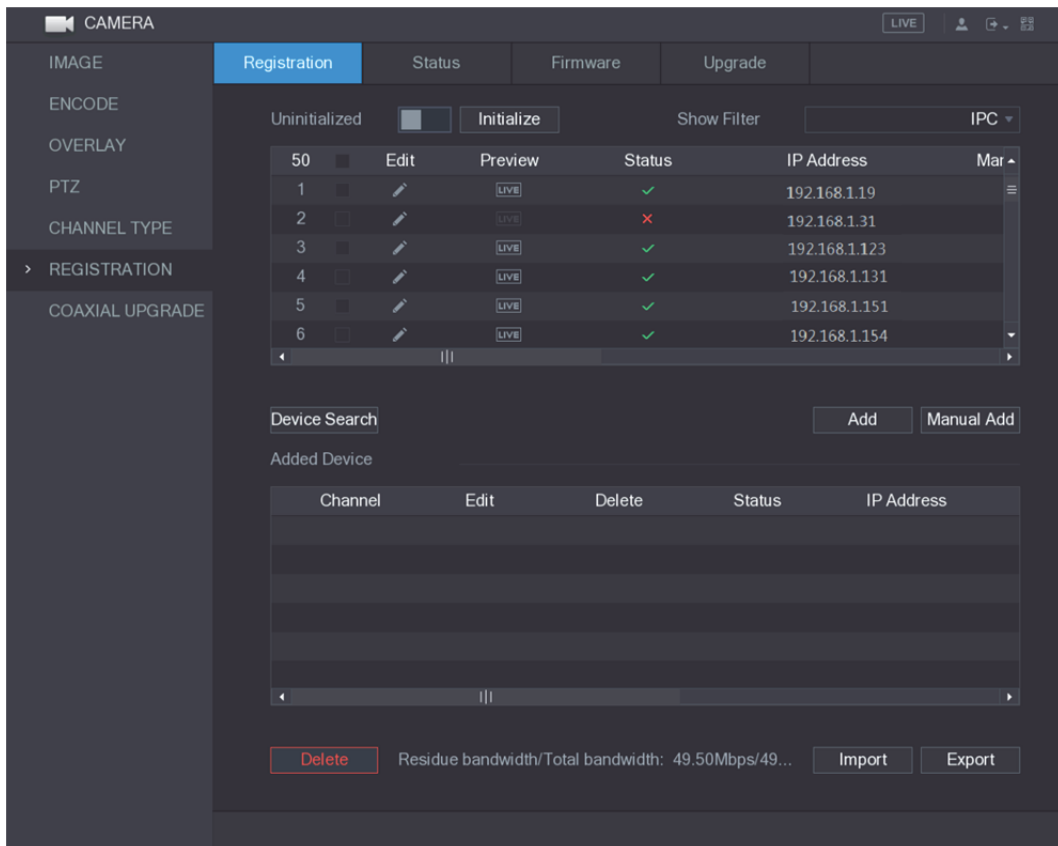 CAMERA LIVE
IMAGE Registration Status Firmware Upgrade
ENCODE
Uninitialized Initialize Show Filter IPC
OVERLAY
50 Edit Preview Status IP Address Mar
PTZ
1 LIVE 192.168.1.19
2 LIVE 192.168.1.31
CHANNEL TYPE
3 LIVE 192.168.1.123
REGISTRATION
4 LIVE 192.168.1.131
5 LIVE 192.168.1.151
COAXIAL UPGRADE
6 LIVE 192.168.1.154
Device Search Add Manual Add
Added Device
Channel Edit Delete Status IP Address
Delete Residue bandwidth/Total bandwidth: 49.50Mbps/49... Import Export